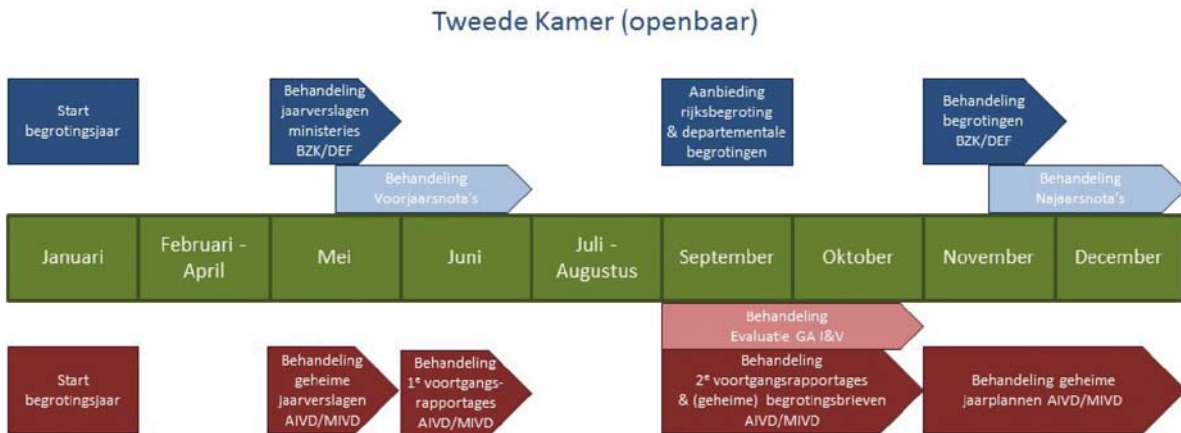 Tweede Kamer (openbaar)
Start
begrotingsjaar
Behandeling
jaarverslagen
ministeries
BZK/DEF
Aanbieding
rijksbegroting
& departementale
begrotingen
Behandeling
begrotingen
BZK/DEF
Behandeling
Voorjaarsnota's
Behandeling
Najaarsnota's
Januari
Februari -
April
Mei
Juni
Juli -
Augustus
September
Oktober
November
December
Behandeling
Evaluatie GA I&V
Start
begrotingsjaar
Behandeling
geheime
jaarverslagen
AIVD/MIVD
Behandeling
1e voortgangs-
rapportages
AIVD/MIVD
Behandeling
2e voortgangsrapportages
& (geheime) begrotingsbrieven
AIVD/MIVD
Behandeling geheime
jaarplannen AIVD/MIVD